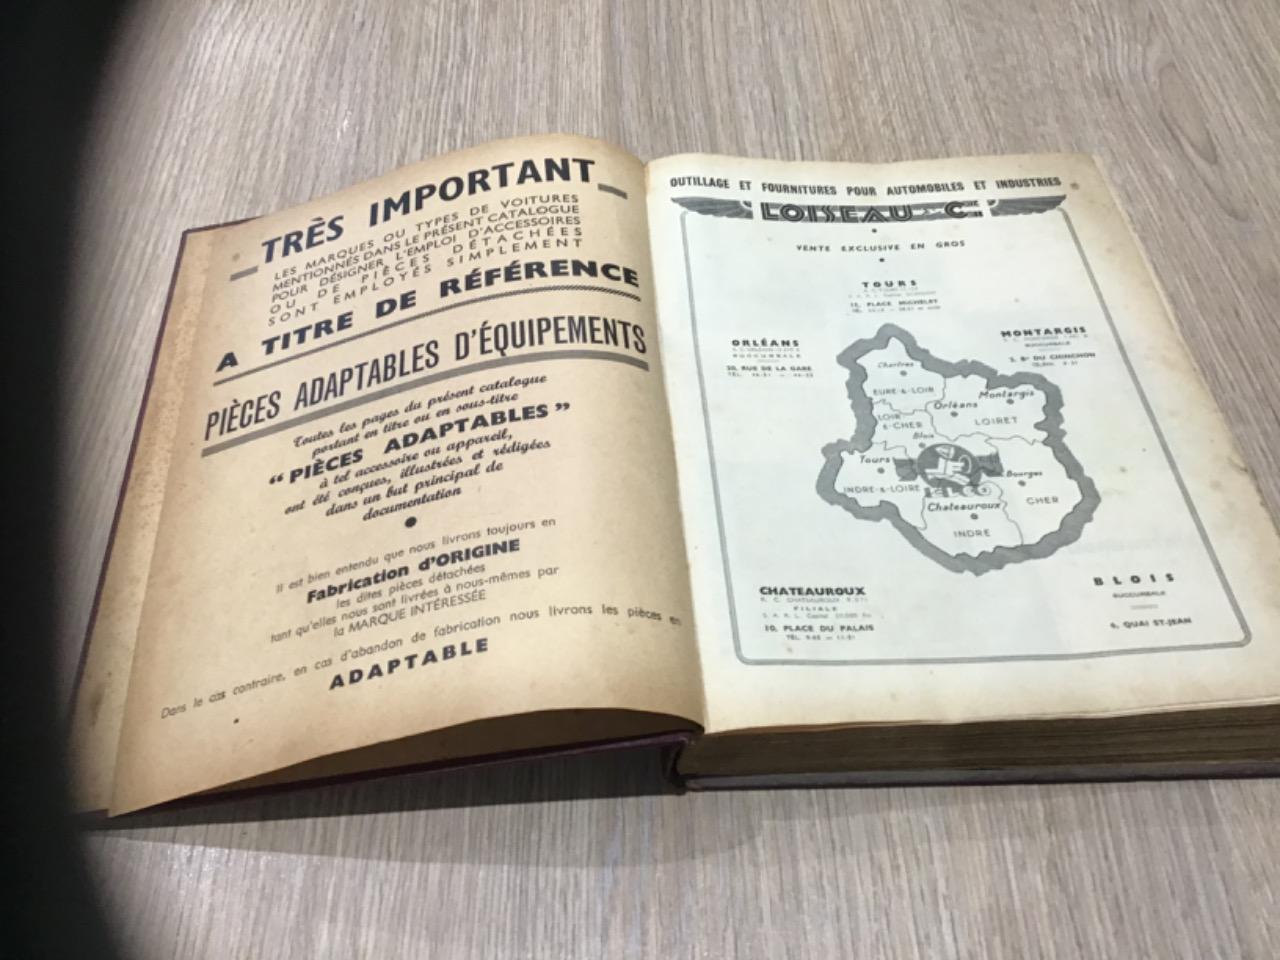 TRÈS IMPORTANT
LES MARQUES OU TYPES DE VOITURES
MENTIONNÉS DANS LE PRÉSENT CATALOGUE
POUR DÉSIGNER L'EMPLOI D'ACCESSOIRES
OU DE PIÈCES DÉTACHÉES
SONT EMPLOYÉS SIMPLEMENT
A TITRE DE RÉFÉRENCE
PIÈCES ADAPTABLES D'ÉQUIPEMENTS
Toutes les pages du présent catalogue
portant en titre ou en sous-titre
“ PIÈCES ADAPTABLES ”
à tel accessoire ou appareil,
ont été conçues, illustrées et rédigées
dans un but principal de
documentation
Il est bien entendu que nous livrons toujours en
Fabrication d'ORIGINE
les dites pièces détachées
tant qu'elles nous sont livrées à nous-mêmes par
la MARQUE INTÉRESSÉE
Dans le cas contraire, en cas d'abandon de fabrication nous livrons les pièces en
ADAPTABLE
OUTILLAGE ET FOURNITURES POUR AUTOMOBILES ET INDUSTRIES
LOISEAU & Cie
VENTE EXCLUSIVE EN GROS
TOURS
PLACE MICHELET
ORLÉANS
SUCCURSALE
20, RUE DE LA GARE
MONTARGIS
SUCCURSALE
5, Bd DU CHINCHON
Chartres
EURE-&-LOIR
Montargis
Orléans
LOIR
&-CHER
LOIRET
Blois
Tours
Bourges
INDRE-&-LOIRE
CHER
Chateauroux
INDRE
CHATEAUROUX
FILIALE
10, PLACE DU PALAIS
BLOIS
SUCCURSALE
QUAI ST-JEAN